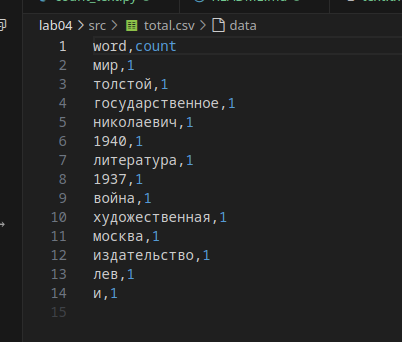 lab04 > src > total.csv > data
1 word,count
2 мир,1
3 толстой,1
4 государственное,1
5 николаевич,1
6 1940,1
7 литература,1
8 1937,1
9 война,1
10 художественная,1
11 москва,1
12 издательство,1
13 лев,1
14 и,1
15